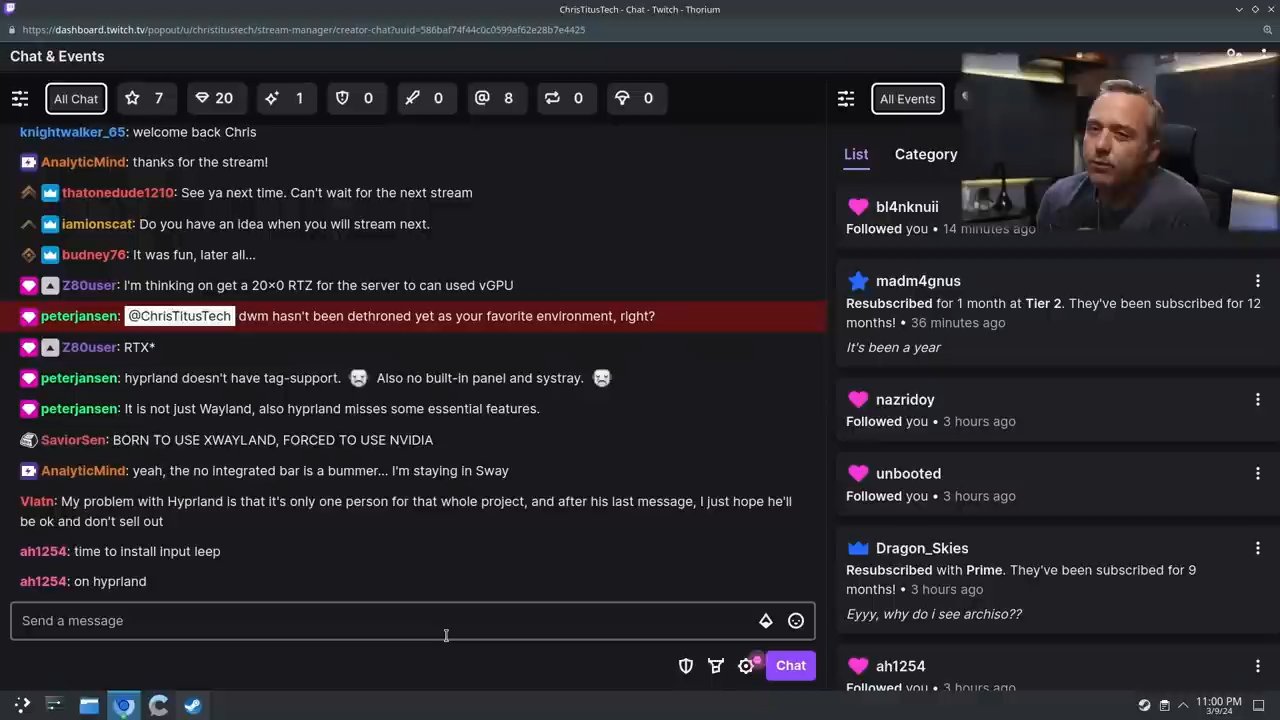 ChrisTitusTech - Chat - Twitch - Thorium
https://dashboard.twitch.tv/popout/u/christitustech/stream-manager/creator-chat?uuid=586baf74f44c0c0599af62e28b7e4425
Chat & Events
All Chat
7
20
1
0
0
8
0
0
knightwalker_65: welcome back Chris
AnalyticMind: thanks for the stream!
thatonedude1210: See ya next time. Can't wait for the next stream
iamionscat: Do you have an idea when you will stream next.
budney76: It was fun, later all...
Z80user: I'm thinking on get a 20×0 RTZ for the server to can used vGPU
peterjansen: @ChrisTitusTech dwm hasn't been dethroned yet as your favorite environment, right?
Z80user: RTX*
peterjansen: hyprland doesn't have tag-support. Also no built-in panel and systray.
peterjansen: It is not just Wayland, also hyprland misses some essential features.
SaviorSen: BORN TO USE XWAYLAND, FORCED TO USE NVIDIA
AnalyticMind: yeah, the no integrated bar is a bummer... I'm staying in Sway
Vlatn: My problem with Hyprland is that it's only one person for that whole project, and after his last message, I just hope he'll
be ok and don't sell out
ah1254: time to install input leep
ah1254: on hyprland
Send a message
Chat
All Events
List Category
bl4nknuii
Followed you • 14 minutes ago
madm4gnus
Resubscribed for 1 month at Tier 2. They've been subscribed for 12
months! • 36 minutes ago
It's been a year
nazridoy
Followed you • 3 hours ago
unbooted
Followed you • 3 hours ago
Dragon_Skies
Resubscribed with Prime. They've been subscribed for 9
months! • 3 hours ago
Eyyy, why do i see archiso??
ah1254
Followed you • 3 hours ago
11:00 PM
3/9/24